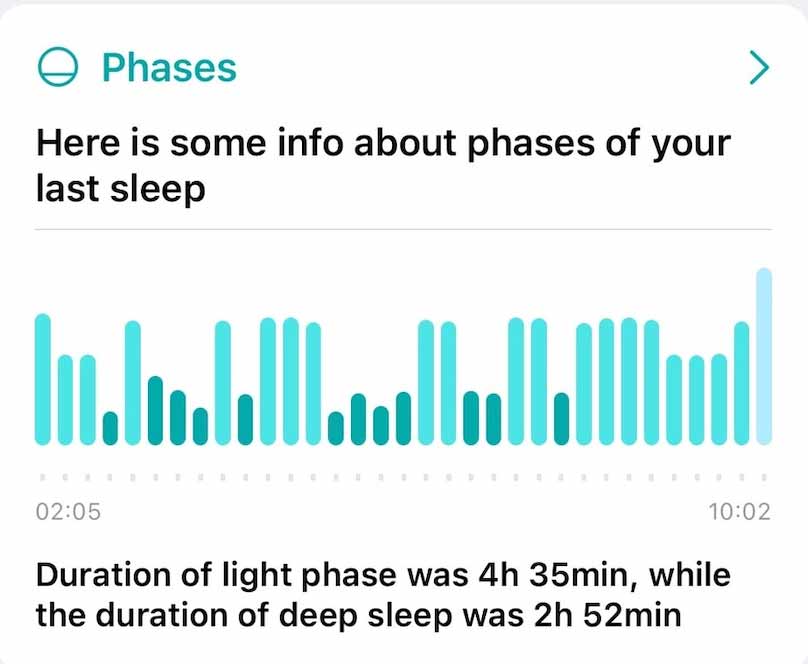 Phases
Here is some info about phases of your
last sleep
02:05
10:02
Duration of light phase was 4h 35min, while
the duration of deep sleep was 2h 52min